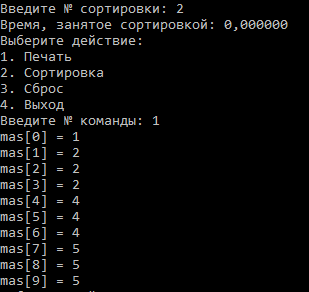 Введите № сортировки: 2
Время, занятое сортировкой: 0,000000
Выберите действие:
1. Печать
2. Сортировка
3. Сброс
4. Выход
Введите № команды: 1
mas[0] = 1
mas[1] = 2
mas[2] = 2
mas[3] = 2
mas[4] = 4
mas[5] = 4
mas[6] = 4
mas[7] = 5
mas[8] = 5
mas[9] = 5